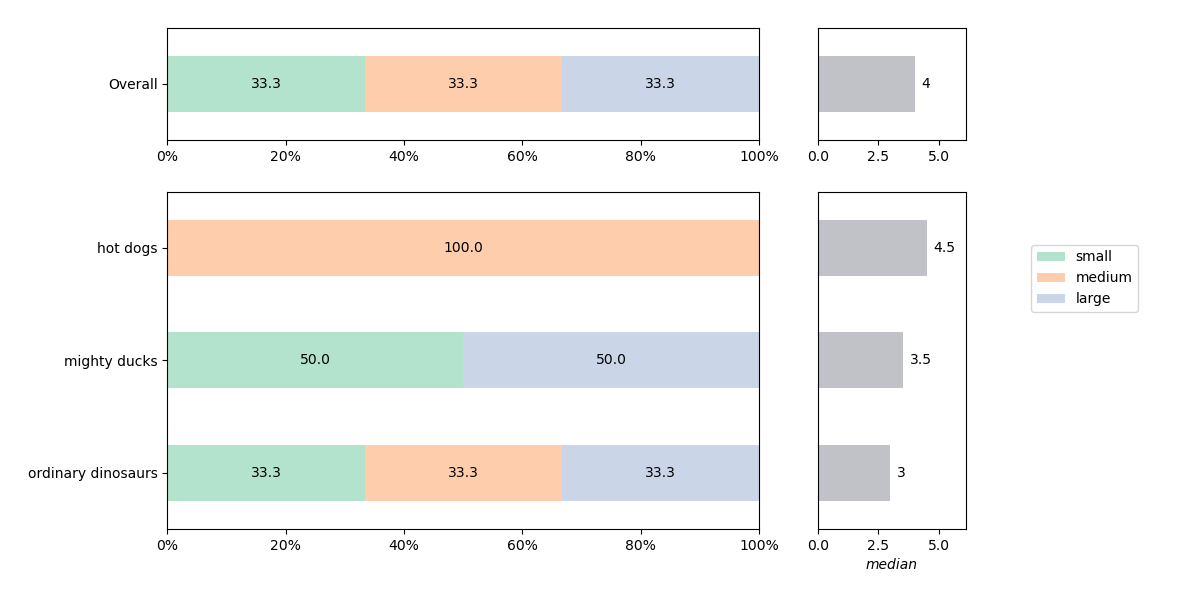 Overall
33.3 33.3 33.3
4
0% 20% 40% 60% 80% 100%
0.0 2.5 5.0
hot dogs
100.0
4.5
mighty ducks
50.0 50.0
3.5
ordinary dinosaurs
33.3 33.3 33.3
3
0% 20% 40% 60% 80% 100%
0.0 2.5 5.0
median
small
medium
large